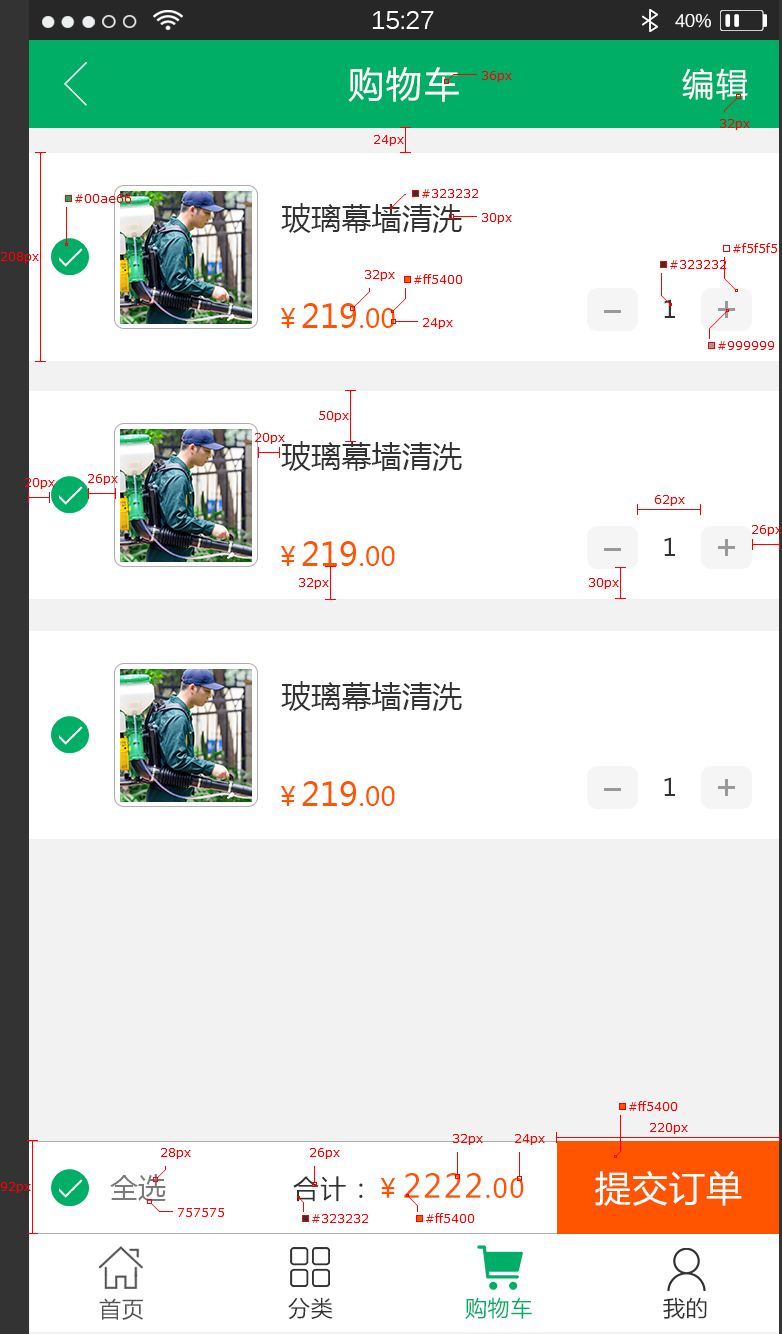 15:27
40%
购物车
36px
编辑
32px
24px
#00ae66
#323232
玻璃幕墙清洗
30px
#f5f5f5
208px
#323232
32px
#ff5400
¥219.00
24px
1
#999999
50px
20px
玻璃幕墙清洗
20px
26px
62px
26px
¥219.00
1
32px
30px
玻璃幕墙清洗
¥219.00
1
#ff5400
220px
28px
26px
32px
24px
92px
全选
合计：¥2222.00
提交订单
757575
#323232
#ff5400
首页
分类
购物车
我的